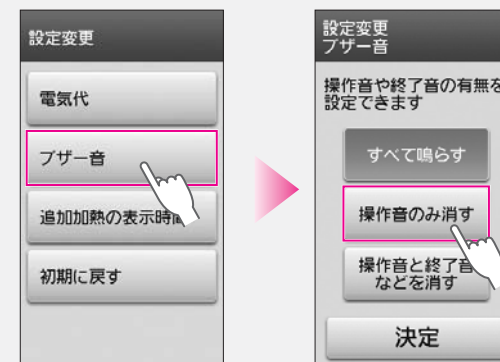 設定変更
電気代
ブザー音
追加加熱の表示時
初期に戻す
設定変更
ブザー音
操作音や終了音の有無を
設定できます
すべて鳴らす
操作音のみ消す
操作音と終了音
などを消す
決定